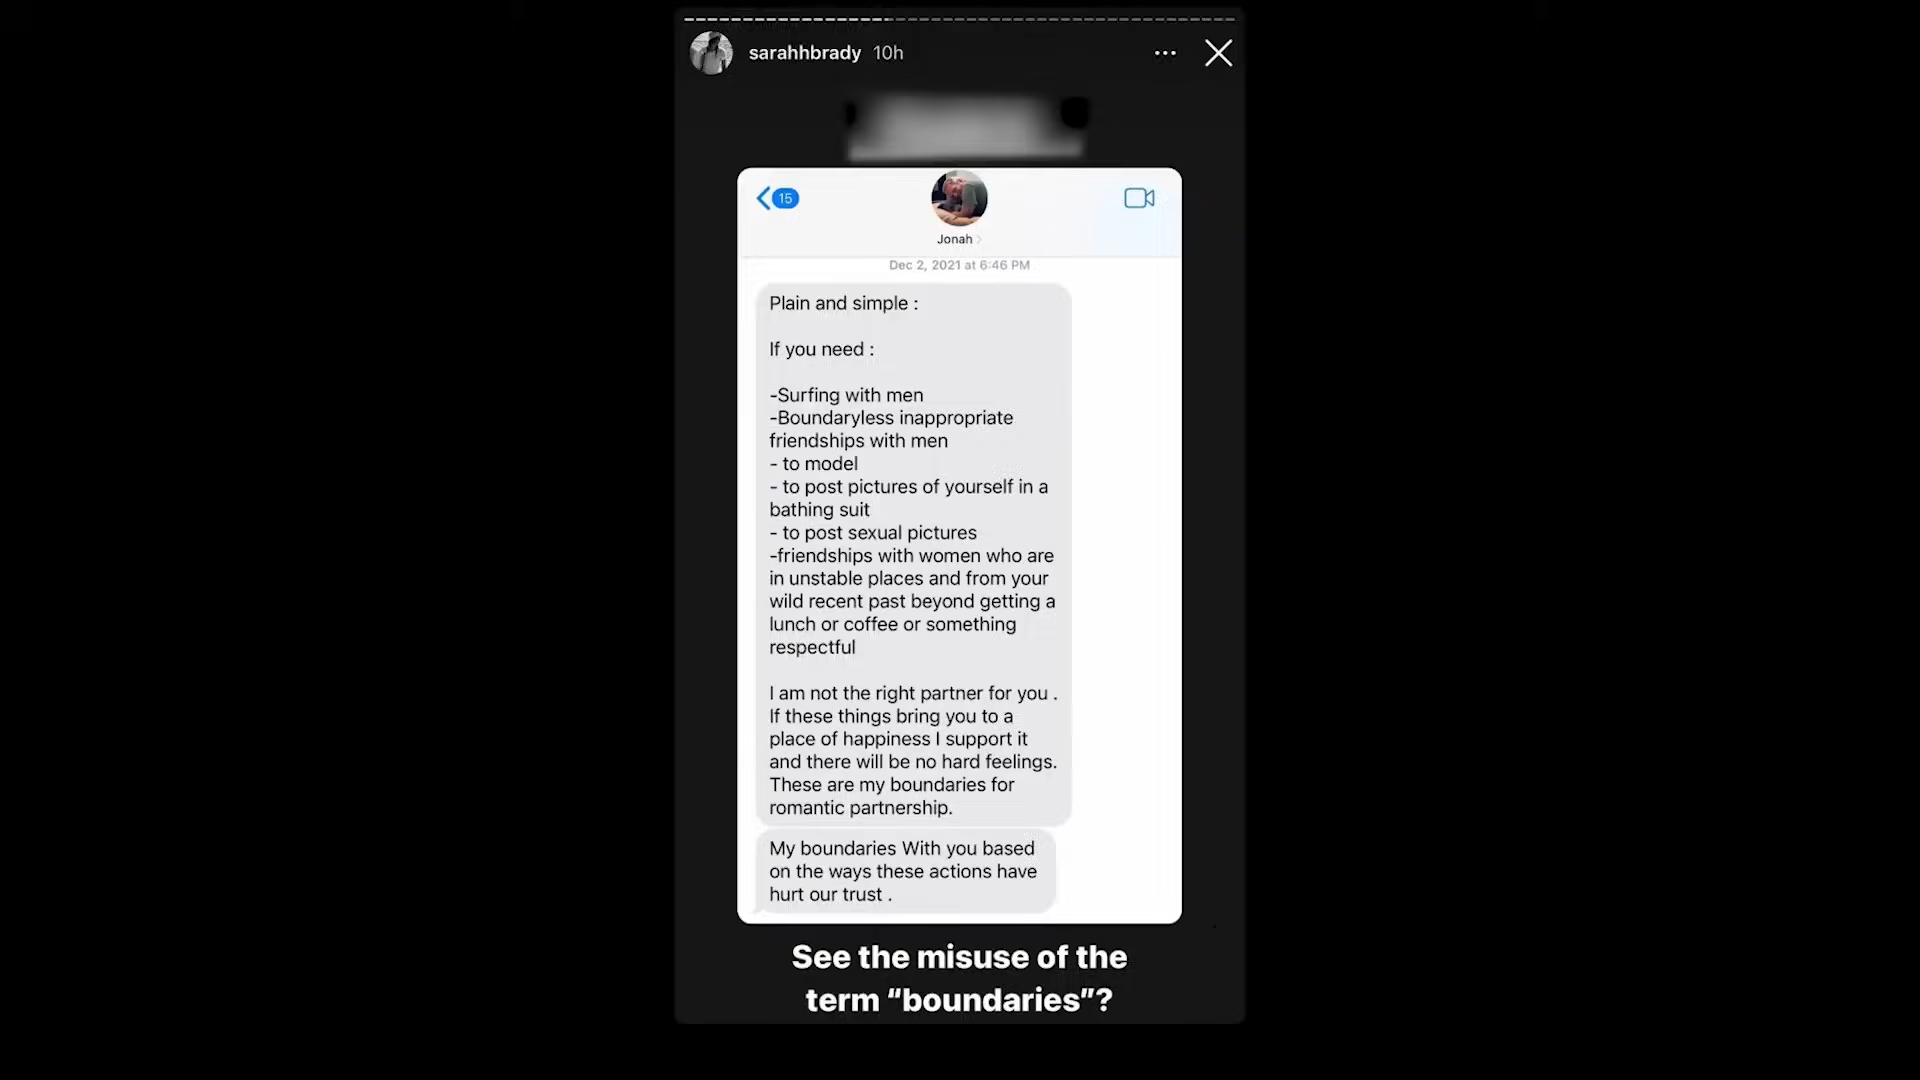 sarahhbrady 10h
15
Jonah
Dec 2, 2021 at 6:46 PM
Plain and simple :
If you need :
-Surfing with men
-Boundaryless inappropriate
friendships with men
- to model
- to post pictures of yourself in a
bathing suit
- to post sexual pictures
-friendships with women who are
in unstable places and from your
wild recent past beyond getting a
lunch or coffee or something
respectful
I am not the right partner for you .
If these things bring you to a
place of happiness I support it
and there will be no hard feelings.
These are my boundaries for
romantic partnership.
My boundaries With you based
on the ways these actions have
hurt our trust .
See the misuse of the
term “boundaries”?